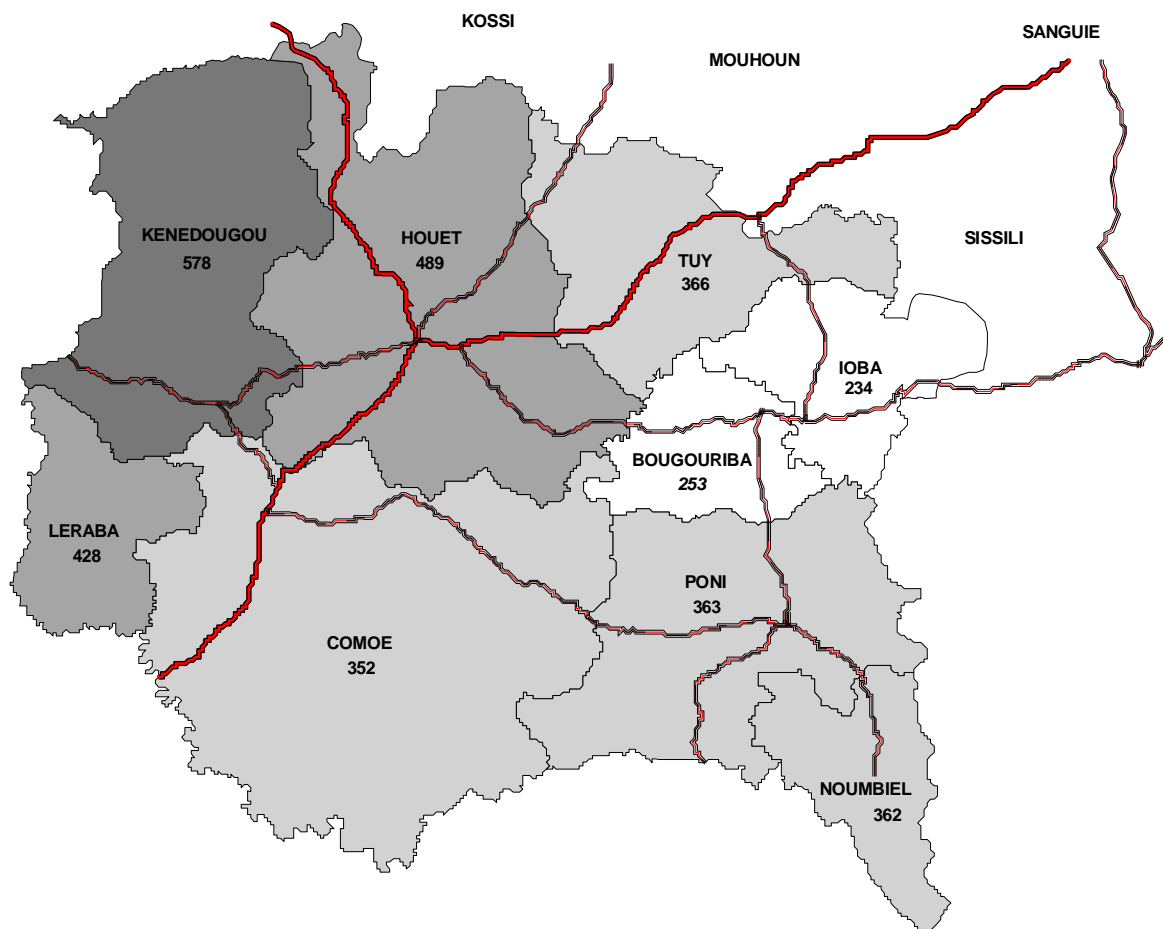 KOSSI
SANGUIE
MOUHOUN
KENEDOUGOU
578
HOUET
489
SISSILI
TUY
366
IOBA
234
BOUGOURIBA
253
LERABA
428
PONI
363
COMOE
352
NOUMBIEL
362